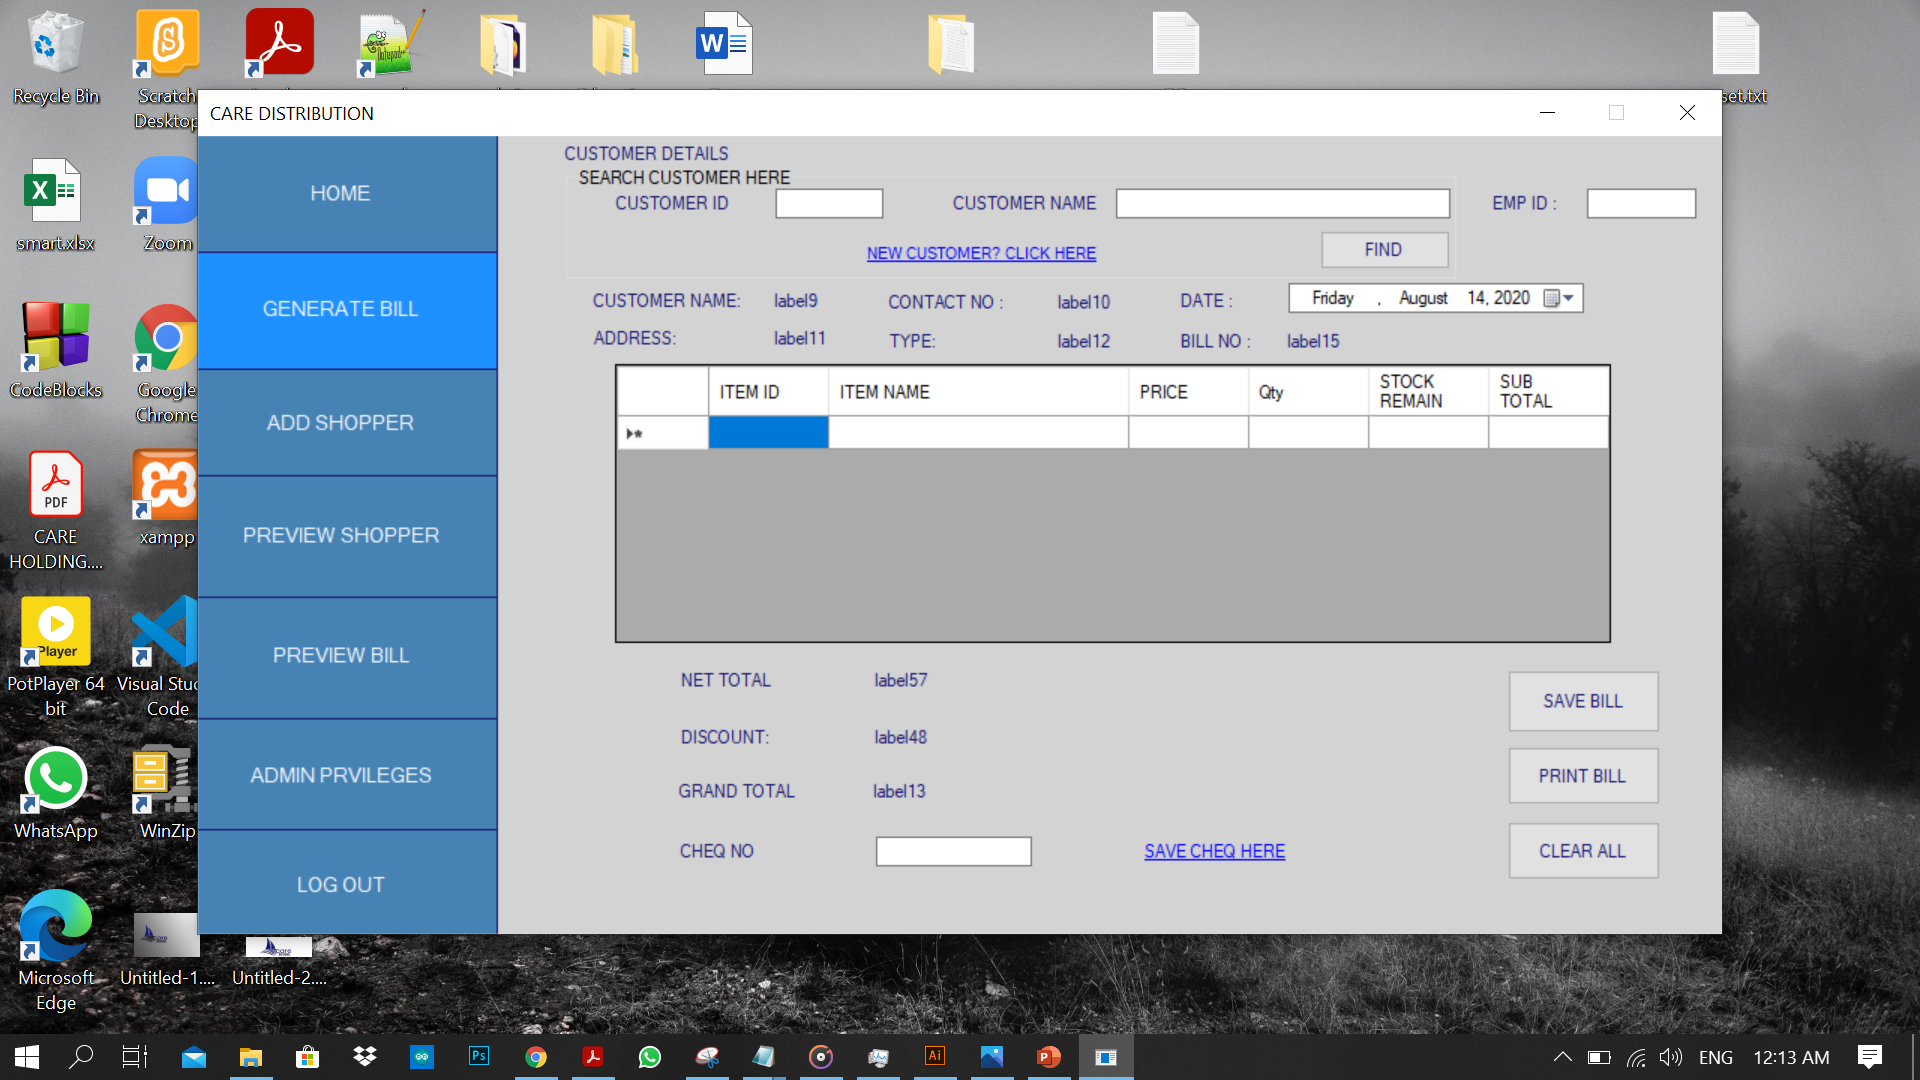 Recycle Bin
Scratch
Desktop
set.txt
smart.xlsx
Zoom
CodeBlocks
Google
Chrome
PDF
CARE
HOLDING....
xampp
Player
PotPlayer 64
bit
Visual Stu
Code
WhatsApp
WinZip
Microsoft
Edge
Untitled-1....
Untitled-2....
CARE DISTRIBUTION
HOME
GENERATE BILL
ADD SHOPPER
PREVIEW SHOPPER
PREVIEW BILL
ADMIN PRVILEGES
LOG OUT
CUSTOMER DETAILS
SEARCH CUSTOMER HERE
CUSTOMER ID
CUSTOMER NAME
EMP ID :
NEW CUSTOMER? CLICK HERE
FIND
CUSTOMER NAME: label9 CONTACT NO : label10 DATE : Friday , August 14, 2020
ADDRESS: label11 TYPE: label12 BILL NO : label15
ITEM ID ITEM NAME PRICE Qty STOCK REMAIN SUB TOTAL
NET TOTAL label57
DISCOUNT: label48
GRAND TOTAL label13
CHEQ NO
SAVE CHEQ HERE
SAVE BILL
PRINT BILL
CLEAR ALL
ENG 12:13 AM